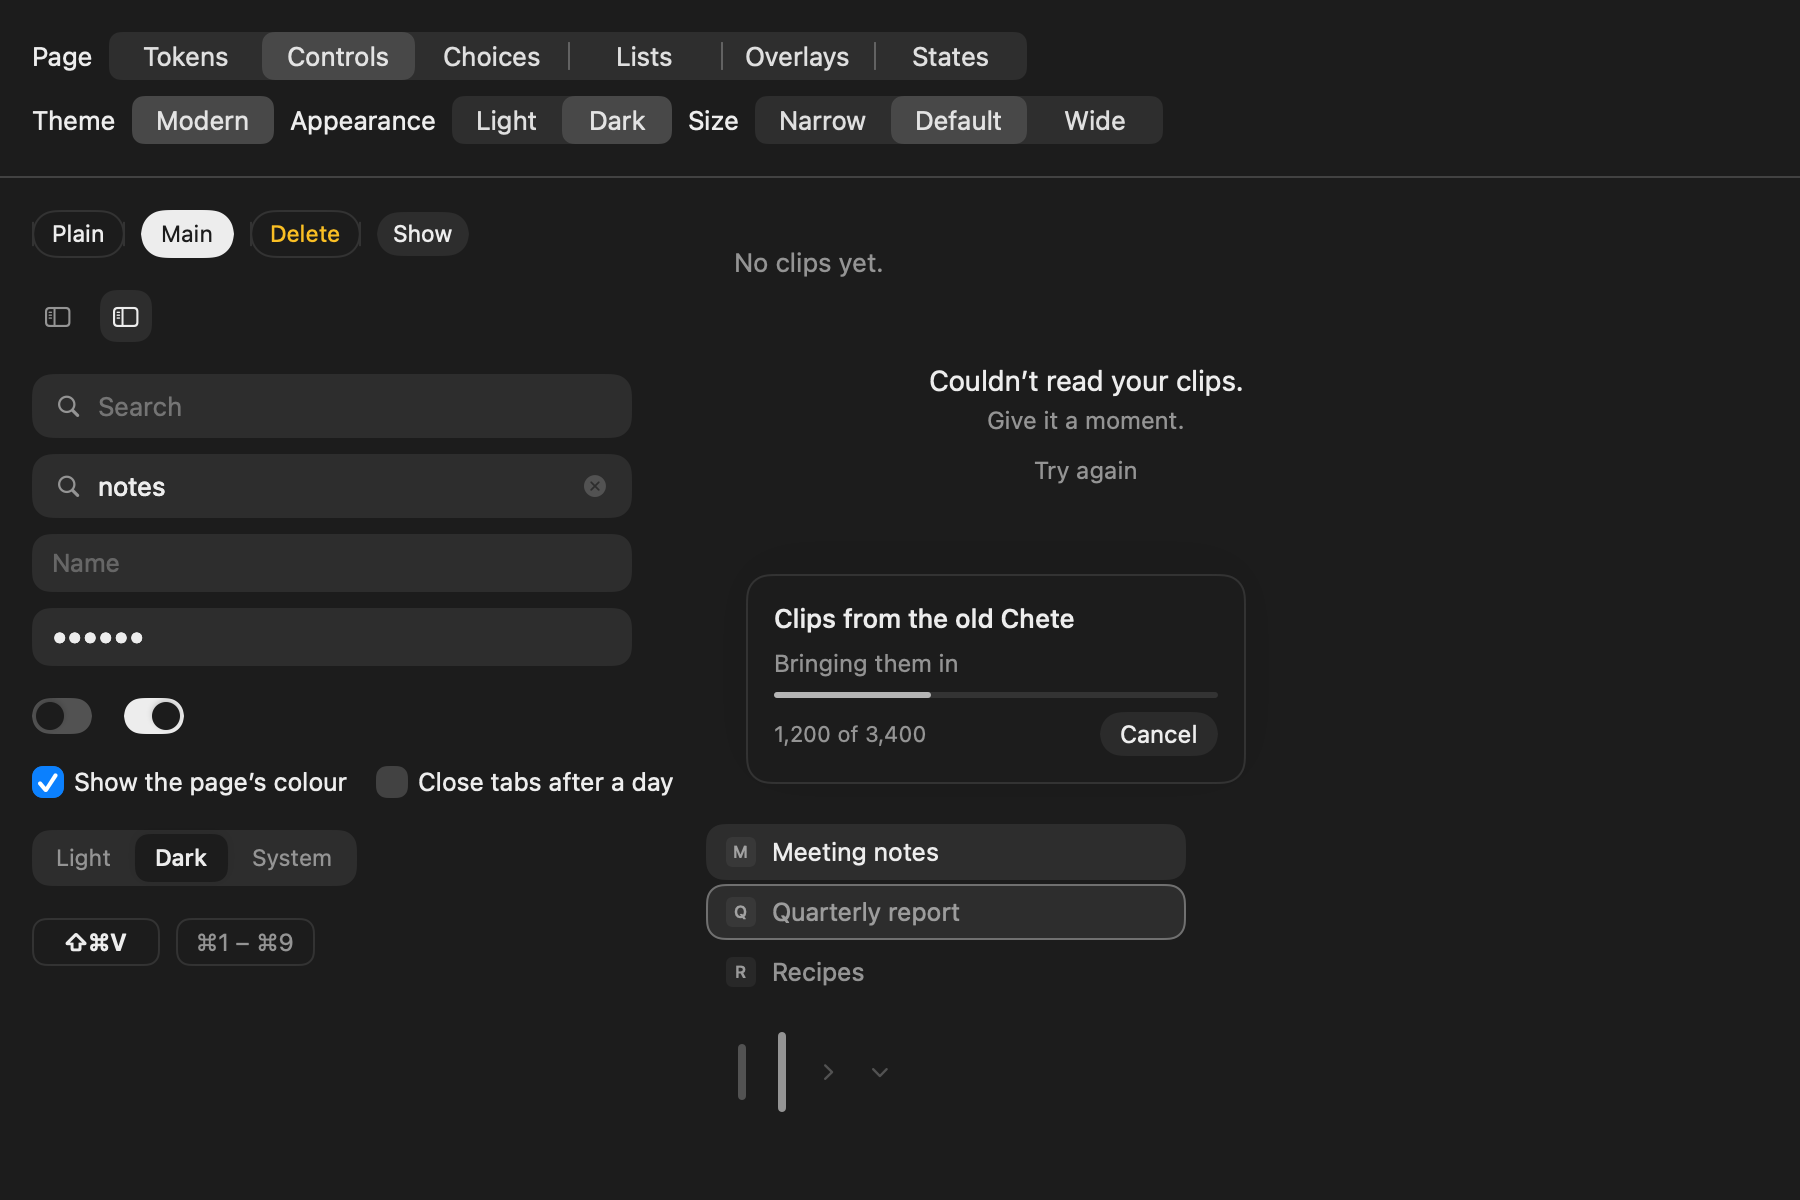 Page Tokens Controls Choices Lists Overlays States
Theme Modern Appearance Light Dark Size Narrow Default Wide
Plain Main Delete Show
Search
notes
Name
Show the page’s colour Close tabs after a day
Light Dark System
⇧⌘V ⌘1 – ⌘9
No clips yet.
Couldn’t read your clips.
Give it a moment.
Try again
Clips from the old Chete
Bringing them in
1,200 of 3,400 Cancel
M Meeting notes
Q Quarterly report
R Recipes